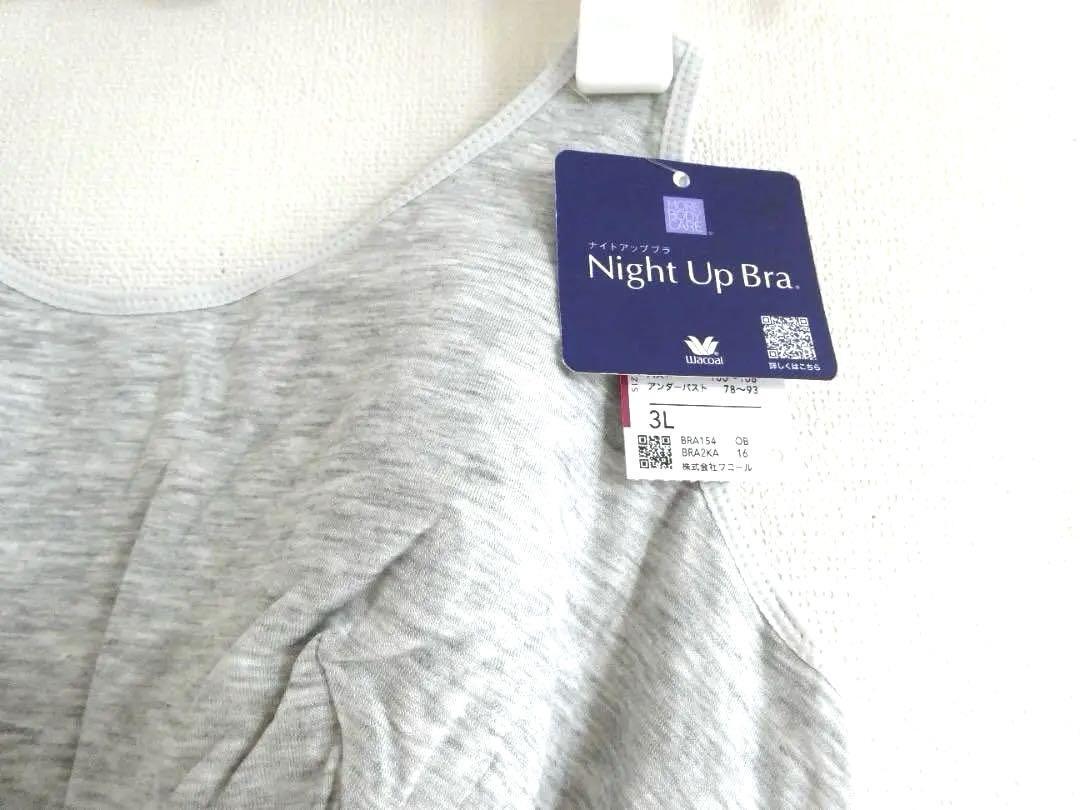 MORE
BODY
CARE
ナイトアップブラ
Night Up Bra
Wacoal
詳しくはこちら
アンダーバスト 78~93
3L
BRA154 OB
BRA2KA 16
株式会社ワコール